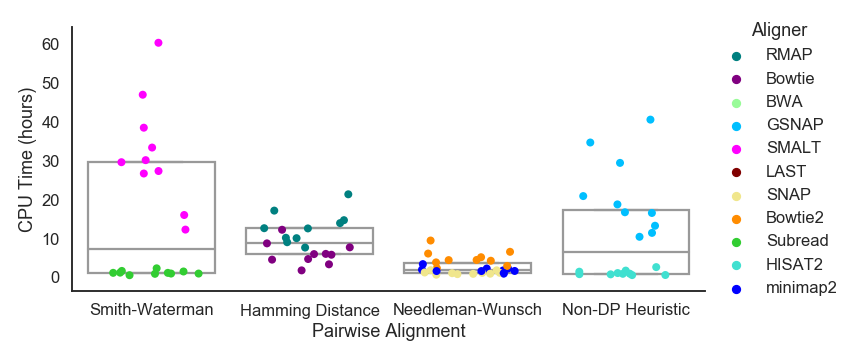 Aligner
RMAP
Bowtie
BWA
GSNAP
SMALT
LAST
SNAP
Bowtie2
Subread
HISAT2
minimap2
CPU Time (hours)
60
50
40
30
20
10
0
Smith-Waterman Hamming Distance Needleman-Wunsch Non-DP Heuristic
Pairwise Alignment